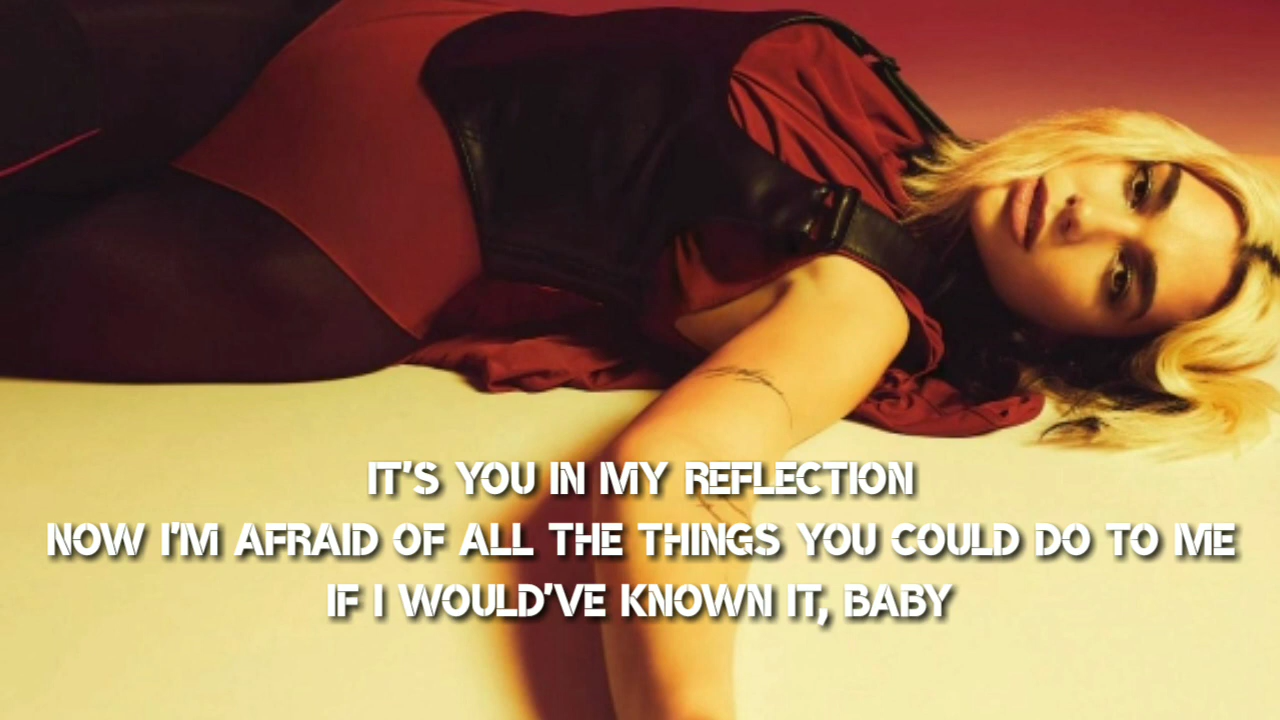 IT'S YOU IN MY REFLECTION
NOW I'M AFRAID OF ALL THE THINGS YOU COULD DO TO ME
IF I WOULD'VE KNOWN IT, BABY